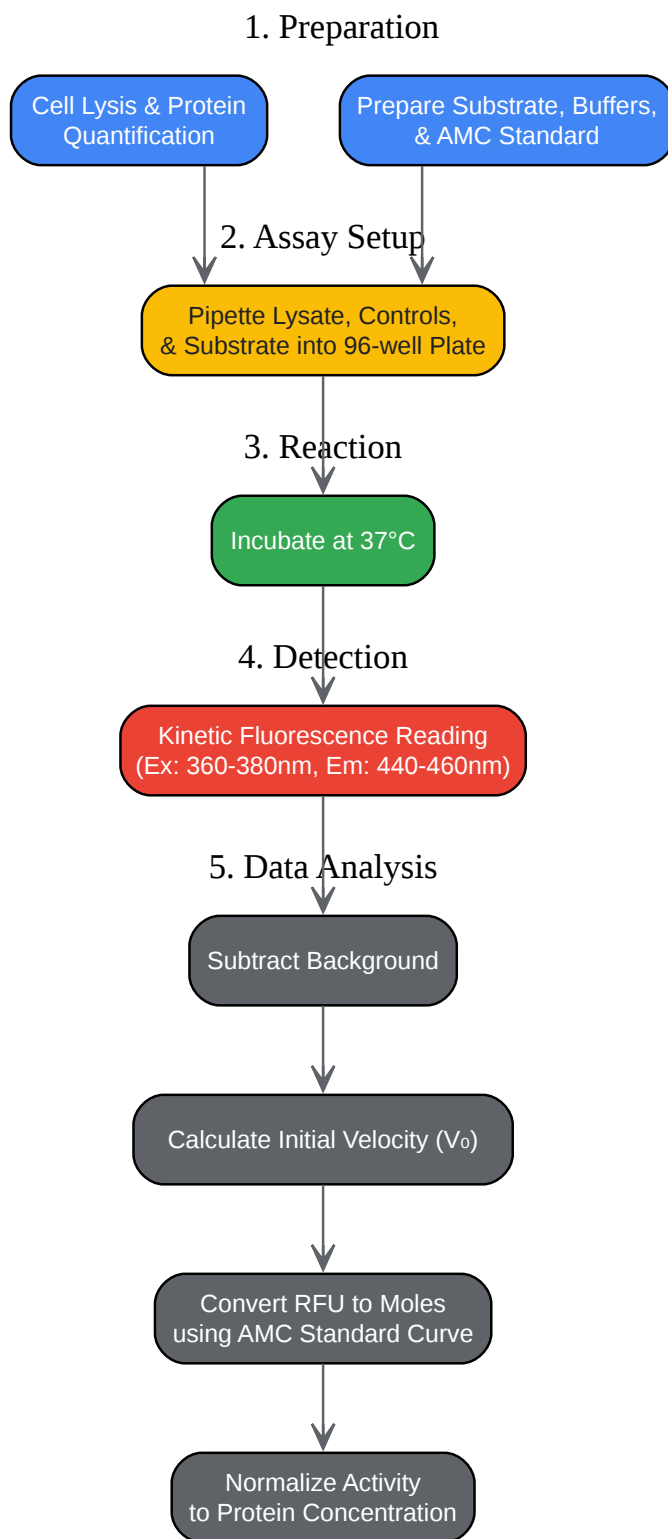 1. Preparation
Cell Lysis & Protein
Quantification
Prepare Substrate, Buffers,
& AMC Standard
2. Assay Setup
Pipette Lysate, Controls,
& Substrate into 96-well Plate
3. Reaction
Incubate at 37°C
4. Detection
Kinetic Fluorescence Reading
(Ex: 360-380nm, Em: 440-460nm)
5. Data Analysis
Subtract Background
Calculate Initial Velocity (V₀)
Convert RFU to Moles
using AMC Standard Curve
Normalize Activity
to Protein Concentration